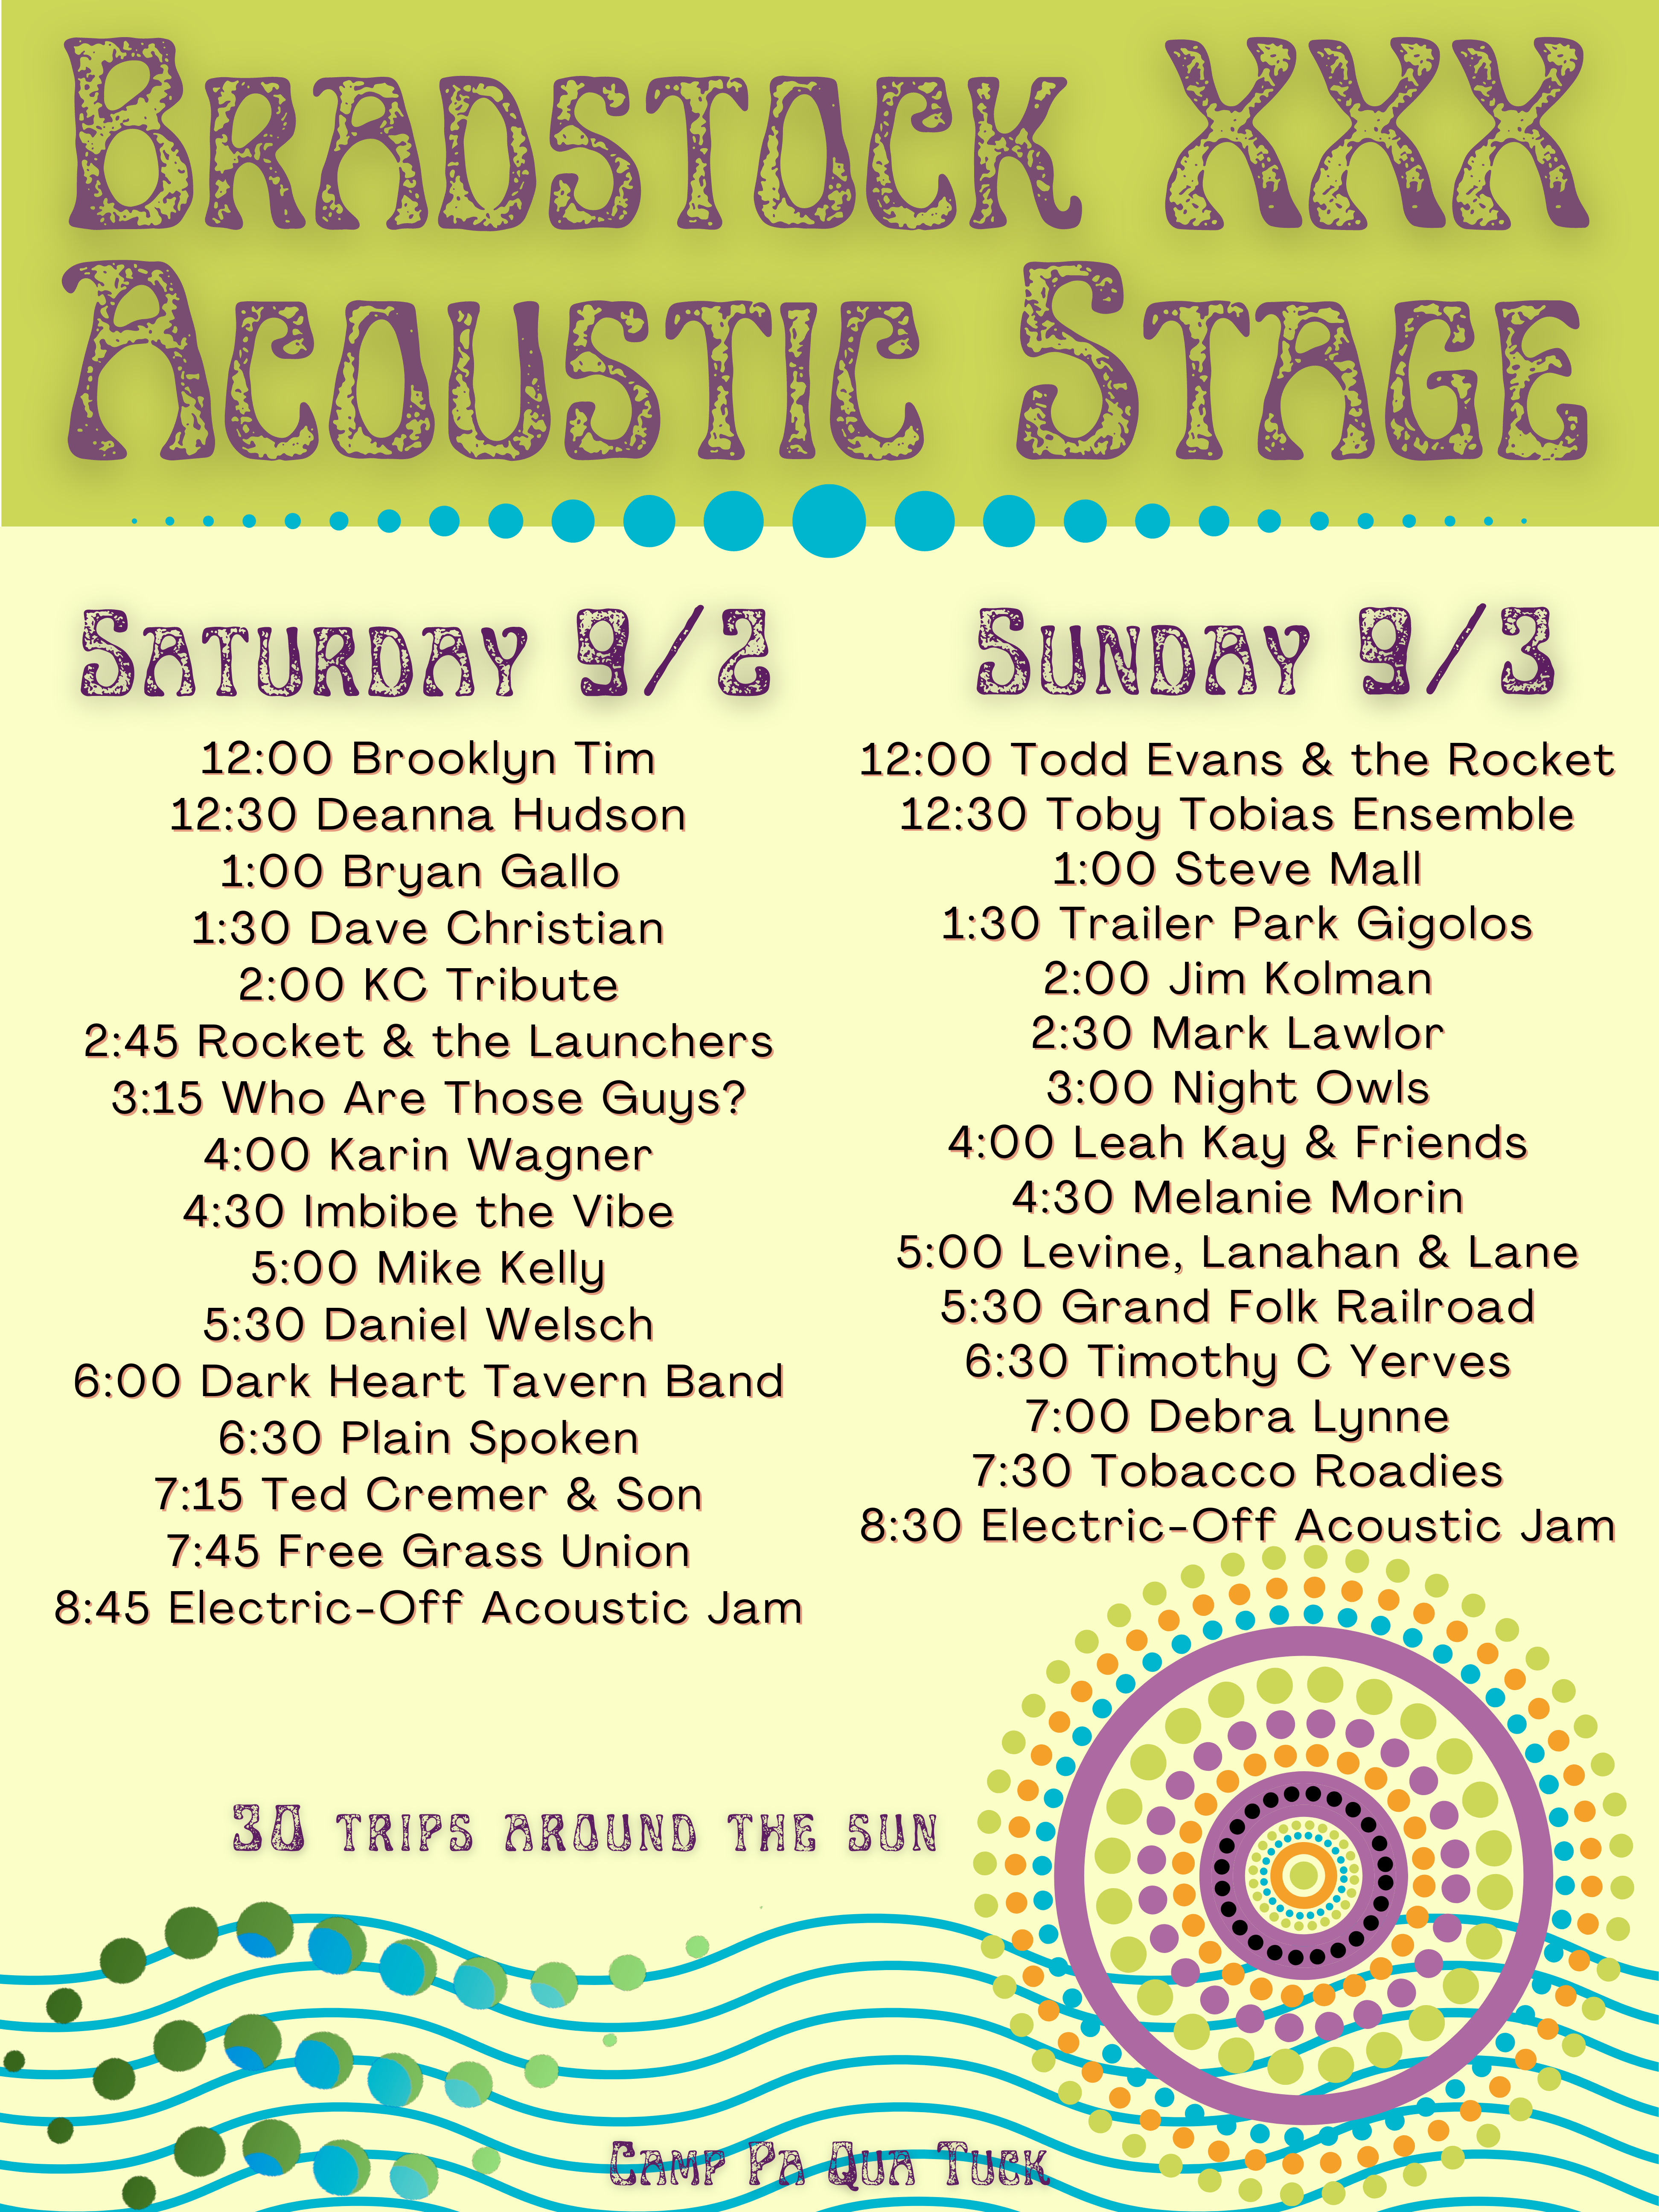 Bradstock XXX
Acoustic Stage
Saturday 9/2
12:00 Brooklyn Tim
12:30 Deanna Hudson
1:00 Bryan Gallo
1:30 Dave Christian
2:00 KC Tribute
2:45 Rocket & the Launchers
3:15 Who Are Those Guys?
4:00 Karin Wagner
4:30 Imbibe the Vibe
5:00 Mike Kelly
5:30 Daniel Welsch
6:00 Dark Heart Tavern Band
6:30 Plain Spoken
7:15 Ted Cremer & Son
7:45 Free Grass Union
8:45 Electric-Off Acoustic Jam
Sunday 9/3
12:00 Todd Evans & the Rocket
12:30 Toby Tobias Ensemble
1:00 Steve Mall
1:30 Trailer Park Gigolos
2:00 Jim Kolman
2:30 Mark Lawlor
3:00 Night Owls
4:00 Leah Kay & Friends
4:30 Melanie Morin
5:00 Levine, Lanahan & Lane
5:30 Grand Folk Railroad
6:30 Timothy C Yerves
7:00 Debra Lynne
7:30 Tobacco Roadies
8:30 Electric-Off Acoustic Jam
30 trips around the sun
Camp Pa Qua Tuck